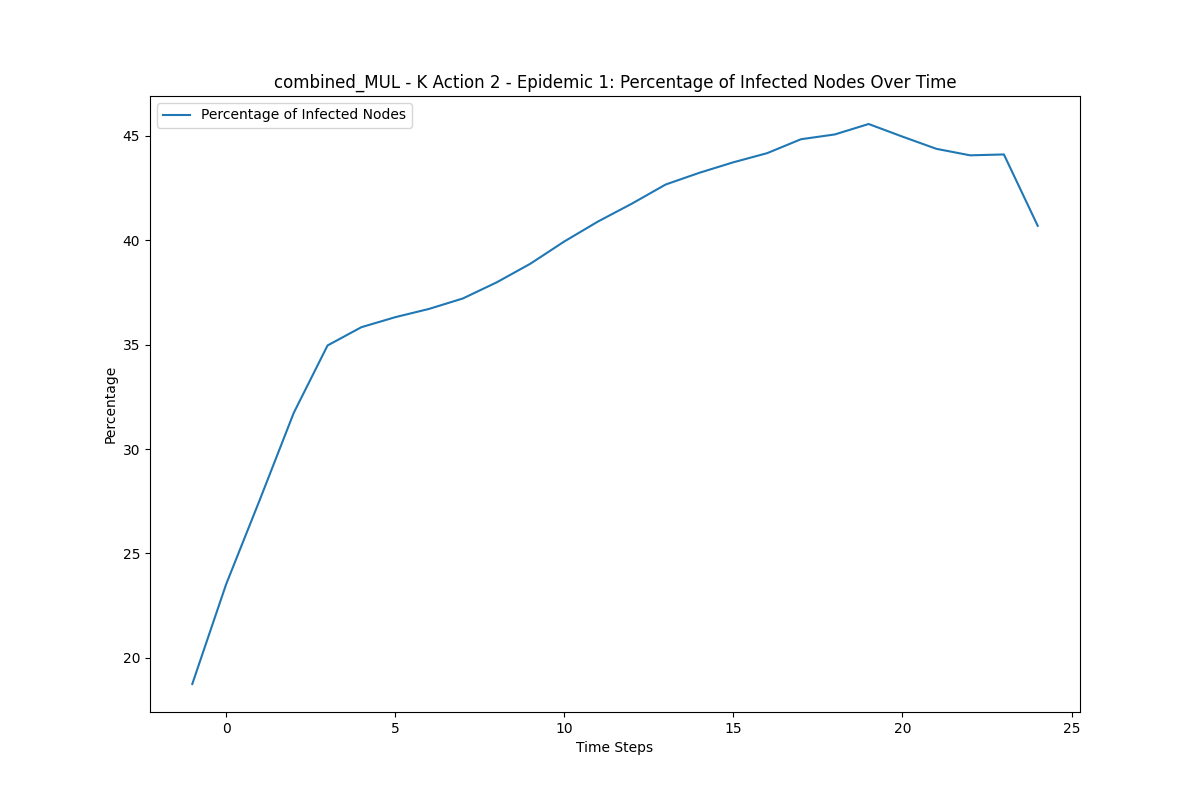 combined_MUL - K Action 2 - Epidemic 1: Percentage of Infected Nodes Over Time
Percentage of Infected Nodes
45
40
35
30
25
20
Percentage
0 5 10 15 20 25
Time Steps